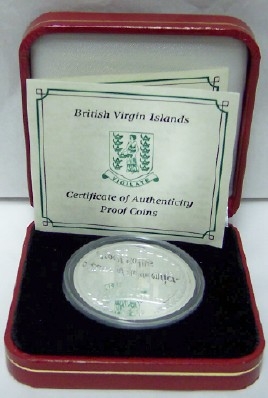 British Virgin Islands
VIGILATE
Certificate of Authenticity
Proof Coins